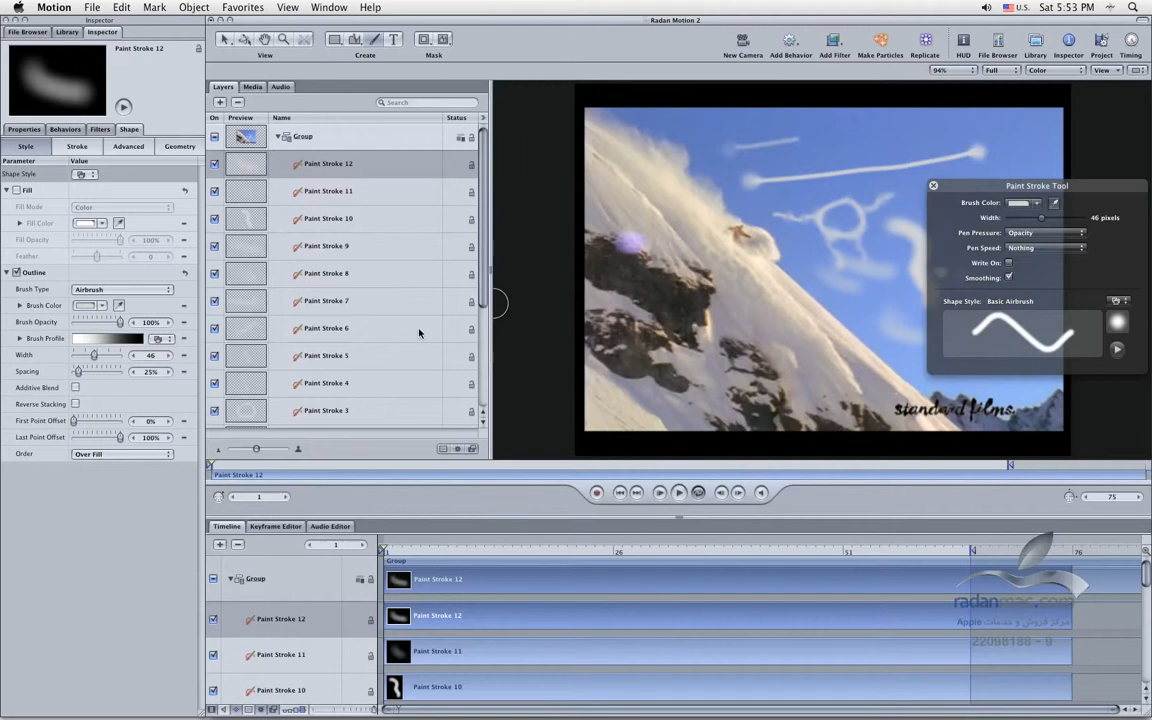 Motion File Edit Mark Object Favorites View Window Help
U.S. Sat 5:53 PM
Inspector
Radan Motion 2
File Browser Library Inspector
Paint Stroke 12
View Create Mask
New Camera Add Behavior Add Filter Make Particles Replicate HUD File Browser Library Inspector Project Timing
94% Full Color View
Layers Media Audio
Search
On Preview Name Status
Group
Paint Stroke 12
Paint Stroke 11
Paint Stroke 10
Paint Stroke 9
Paint Stroke 8
Paint Stroke 7
Paint Stroke 6
Paint Stroke 5
Paint Stroke 4
Paint Stroke 3
Properties Behaviors Filters Shape
Style Stroke Advanced Geometry
Parameter Value
Shape Style
Fill
Fill Mode Color
Fill Color
Fill Opacity 100%
Feather 0
Outline
Brush Type Airbrush
Brush Color
Brush Opacity 100%
Brush Profile
Width 46
Spacing 25%
Additive Blend
Reverse Stacking
First Point Offset 0%
Last Point Offset 100%
Order Over Fill
Paint Stroke Tool
Brush Color:
Width: 46 pixels
Pen Pressure: Opacity
Pen Speed: Nothing
Write On:
Smoothing:
Shape Style: Basic Airbrush
standard films.
Paint Stroke 12
1
75
Timeline Keyframe Editor Audio Editor
1
1 26 51 76
Group
Group
Paint Stroke 12
Paint Stroke 12
Paint Stroke 12
Paint Stroke 11
Paint Stroke 11
Paint Stroke 10
Paint Stroke 10
radanmac.com
مرکز فروش و خدمات Apple
22098188 - 9